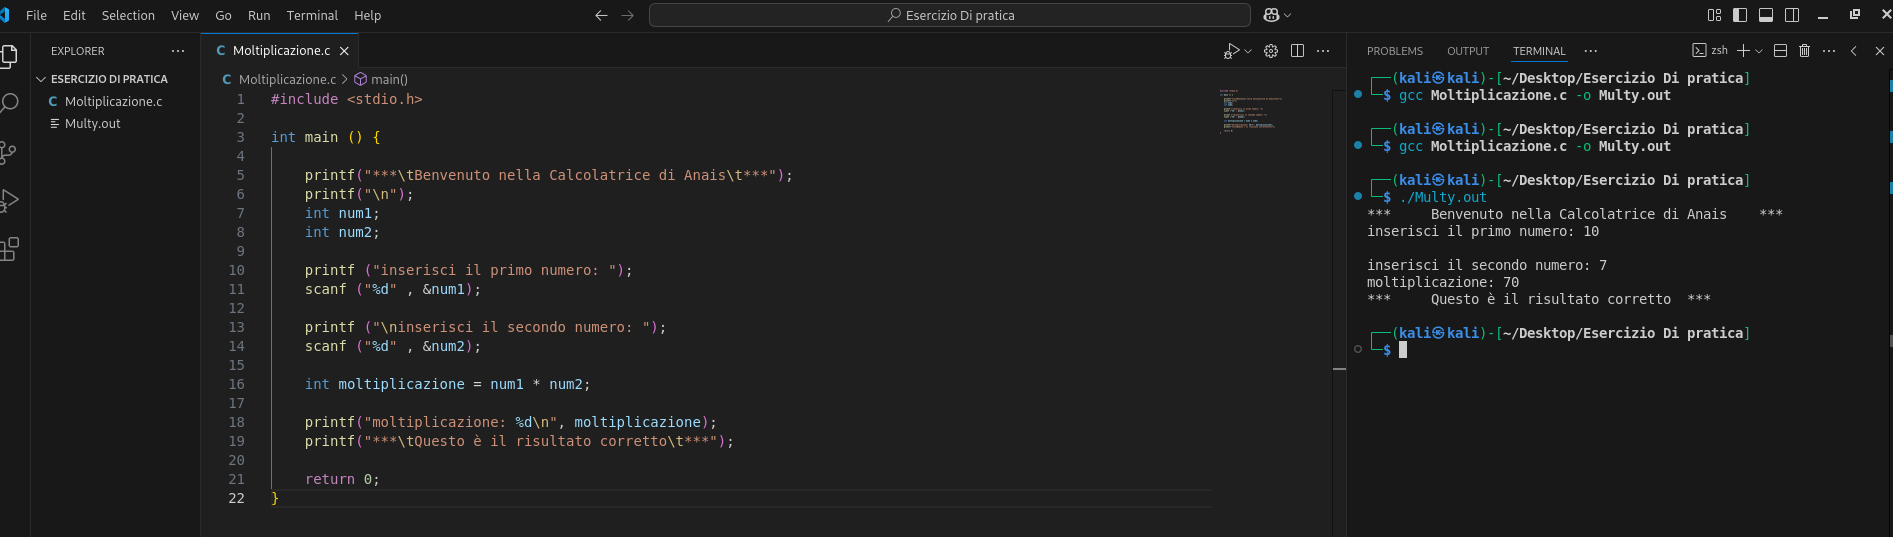 File Edit Selection View Go Run Terminal Help
Esercizio Di pratica
EXPLORER
ESERCIZIO DI PRATICA
C Moltiplicazione.c
Multy.out
C Moltiplicazione.c
C Moltiplicazione.c > main()
1 #include <stdio.h>
2
3 int main () {
4
5 printf("***\tBenvenuto nella Calcolatrice di Anais\t***");
6 printf("\n");
7 int num1;
8 int num2;
9
10 printf ("inserisci il primo numero: ");
11 scanf ("%d" , &num1);
12
13 printf ("\ninserisci il secondo numero: ");
14 scanf ("%d" , &num2);
15
16 int moltiplicazione = num1 * num2;
17
18 printf("moltiplicazione: %d\n", moltiplicazione);
19 printf("***\tQuesto è il risultato corretto\t***");
20
21 return 0;
22 }
PROBLEMS OUTPUT TERMINAL
zsh
┌──(kali㉿kali)-[~/Desktop/Esercizio Di pratica]
└─$ gcc Moltiplicazione.c -o Multy.out
┌──(kali㉿kali)-[~/Desktop/Esercizio Di pratica]
└─$ gcc Moltiplicazione.c -o Multy.out
┌──(kali㉿kali)-[~/Desktop/Esercizio Di pratica]
└─$ ./Multy.out
*** Benvenuto nella Calcolatrice di Anais ***
inserisci il primo numero: 10
inserisci il secondo numero: 7
moltiplicazione: 70
*** Questo è il risultato corretto ***
┌──(kali㉿kali)-[~/Desktop/Esercizio Di pratica]
└─$